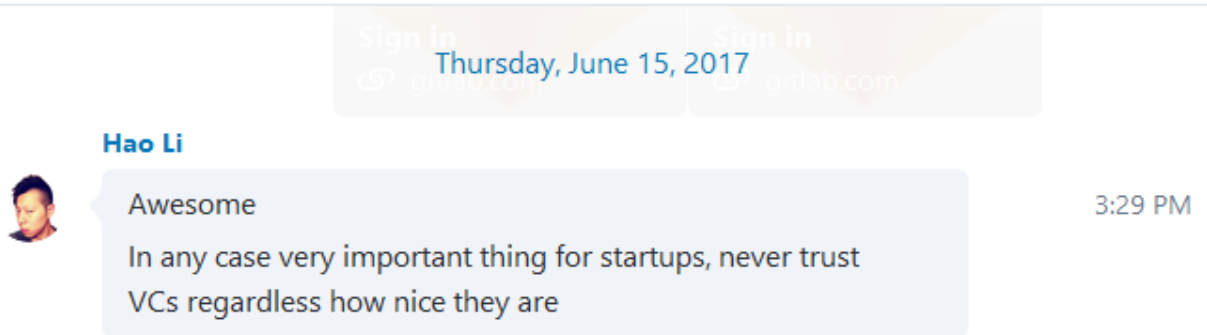 Sign in
Sign in
Thursday, June 15, 2017
gitlab.com
gitlab.com
Hao Li
Awesome
3:29 PM
In any case very important thing for startups, never trust
VCs regardless how nice they are